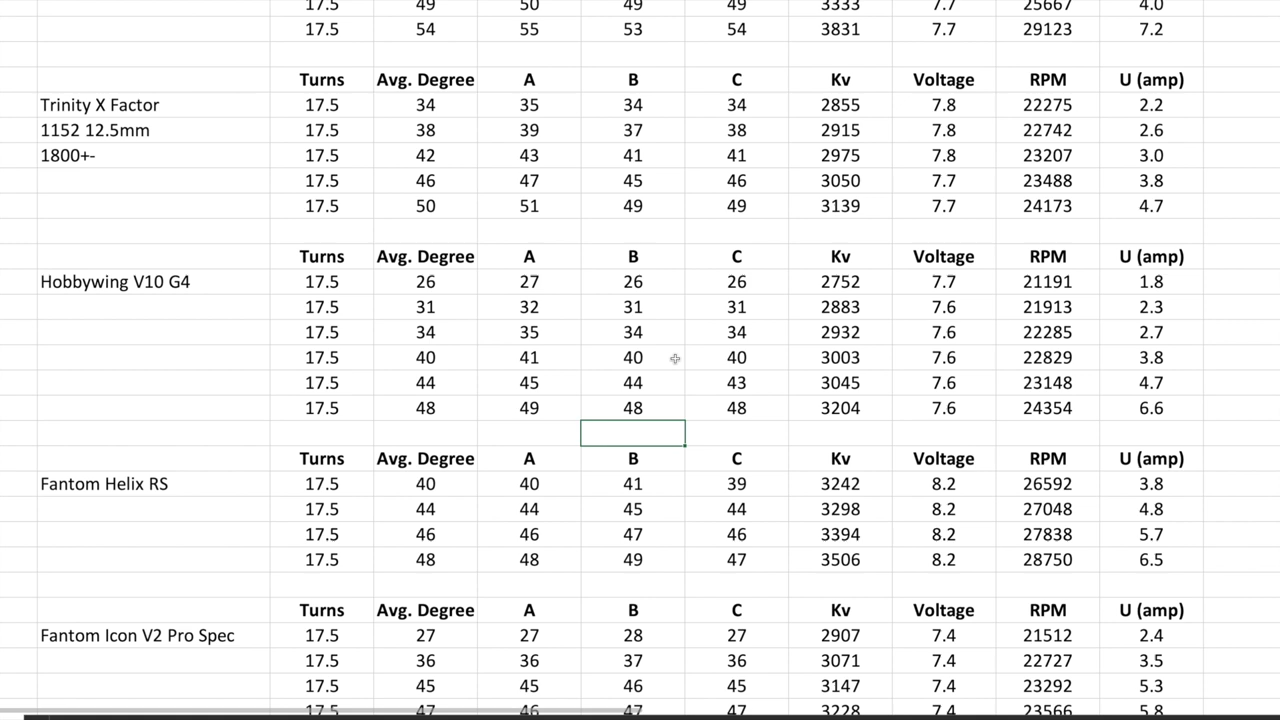 17.5 49 50 49 49 3333 7.7 25667 4.0
17.5 54 55 53 54 3831 7.7 29123 7.2
Turns Avg. Degree A B C Kv Voltage RPM U (amp)
Trinity X Factor 17.5 34 35 34 34 2855 7.8 22275 2.2
1152 12.5mm 17.5 38 39 37 38 2915 7.8 22742 2.6
1800+- 17.5 42 43 41 41 2975 7.8 23207 3.0
17.5 46 47 45 46 3050 7.7 23488 3.8
17.5 50 51 49 49 3139 7.7 24173 4.7
Turns Avg. Degree A B C Kv Voltage RPM U (amp)
Hobbywing V10 G4 17.5 26 27 26 26 2752 7.7 21191 1.8
17.5 31 32 31 31 2883 7.6 21913 2.3
17.5 34 35 34 34 2932 7.6 22285 2.7
17.5 40 41 40 40 3003 7.6 22829 3.8
17.5 44 45 44 43 3045 7.6 23148 4.7
17.5 48 49 48 48 3204 7.6 24354 6.6
Turns Avg. Degree A B C Kv Voltage RPM U (amp)
Fantom Helix RS 17.5 40 40 41 39 3242 8.2 26592 3.8
17.5 44 44 45 44 3298 8.2 27048 4.8
17.5 46 46 47 46 3394 8.2 27838 5.7
17.5 48 48 49 47 3506 8.2 28750 6.5
Turns Avg. Degree A B C Kv Voltage RPM U (amp)
Fantom Icon V2 Pro Spec 17.5 27 27 28 27 2907 7.4 21512 2.4
17.5 36 36 37 36 3071 7.4 22727 3.5
17.5 45 45 46 45 3147 7.4 23292 5.3
17.5 47 46 47 47 3228 7.4 23566 5.8